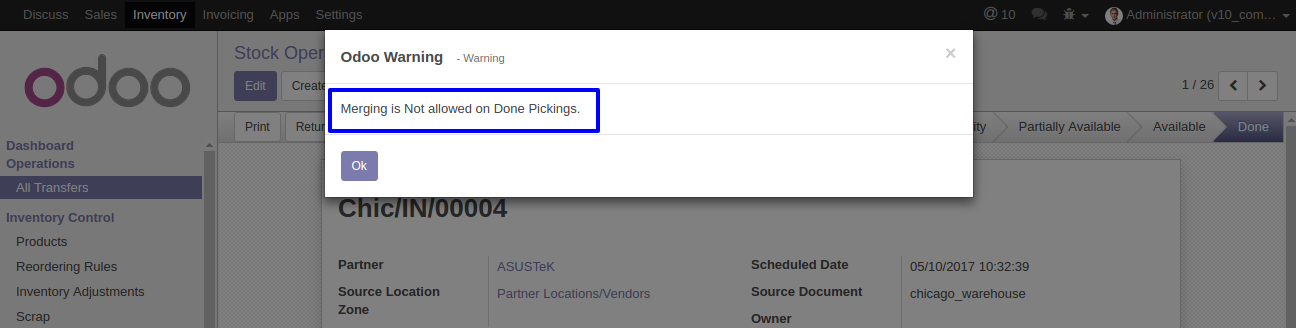 Discuss Sales Inventory Invoicing Apps Settings @ 10 Administrator (v10_com…
odoo
Stock Oper
Edit Create
1 / 26
Odoo Warning - Warning ×
Merging is Not allowed on Done Pickings.
Ok
Print Retur
ity Partially Available Available Done
Dashboard
Operations
All Transfers
Inventory Control
Products
Reordering Rules
Inventory Adjustments
Scrap
Chic/IN/00004
Partner ASUSTeK Scheduled Date 05/10/2017 10:32:39
Source Location Zone Partner Locations/Vendors Source Document chicago_warehouse
Owner